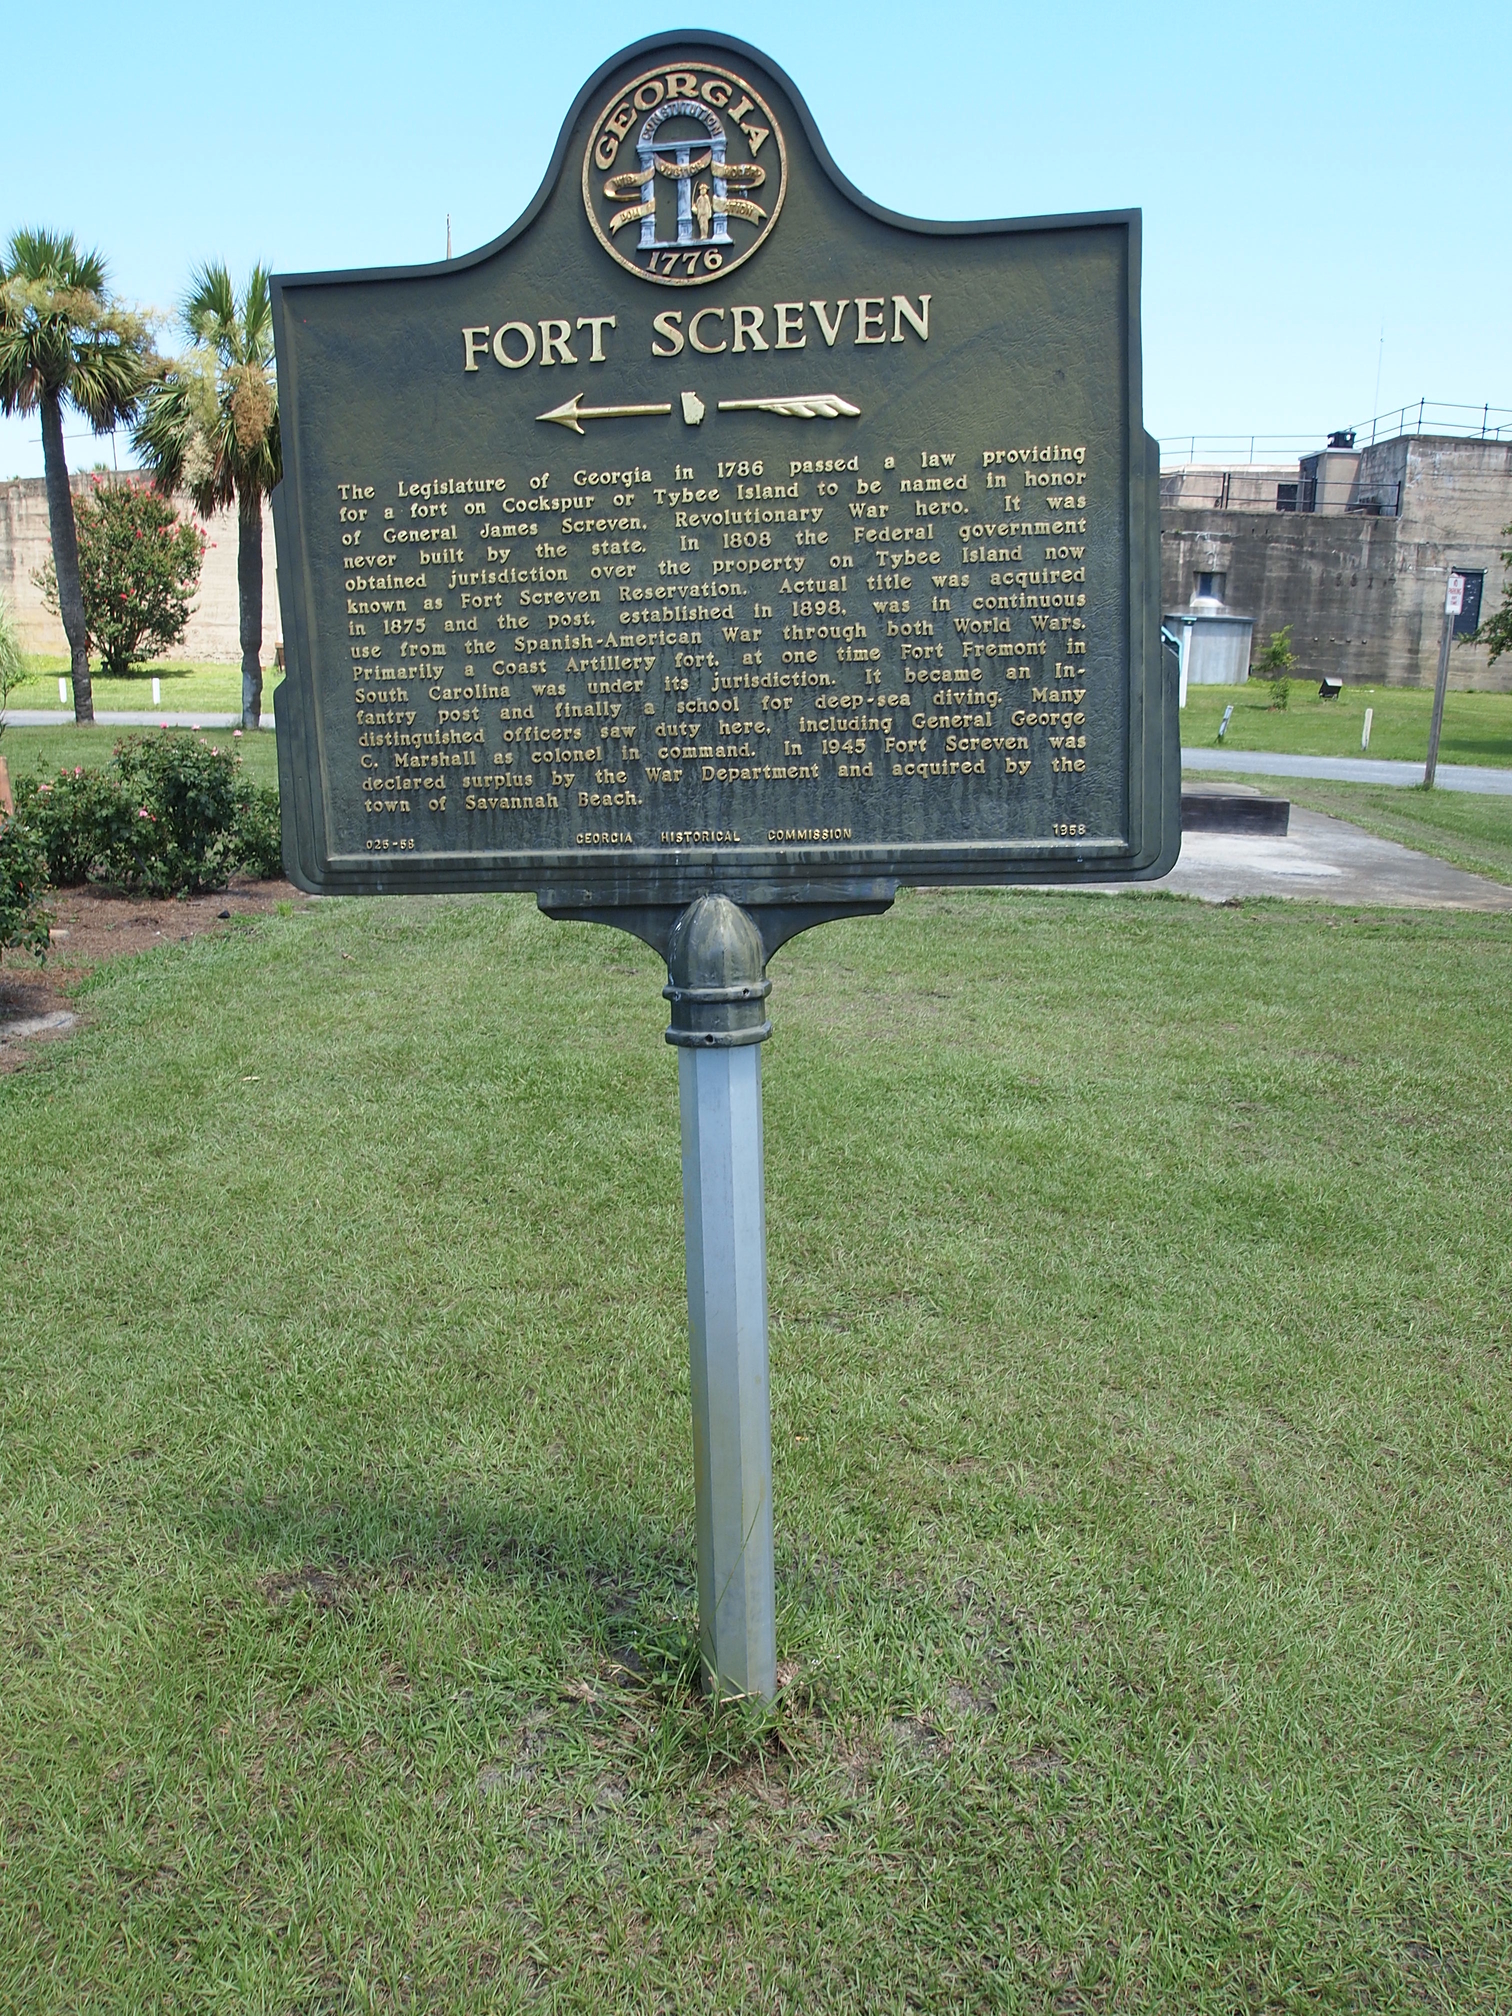 GEORGIA
CONSTITUTION
1776
FORT SCREVEN
The Legislature of Georgia in 1786 passed a law providing
for a fort on Cockspur or Tybee Island to be named in honor
of General James Screven, Revolutionary War hero. It was
never built by the state. In 1808 the Federal government
obtained jurisdiction over the property on Tybee Island now
known as Fort Screven Reservation. Actual title was acquired
in 1875 and the post, established in 1898, was in continuous
use from the Spanish-American War through both World Wars.
Primarily a Coast Artillery fort, at one time Fort Fremont in
South Carolina was under its jurisdiction. It became an In-
fantry post and finally a school for deep-sea diving. Many
distinguished officers saw duty here, including General George
C. Marshall as colonel in command. In 1945 Fort Screven was
declared surplus by the War Department and acquired by the
town of Savannah Beach.
025-58 GEORGIA HISTORICAL COMMISSION 1958